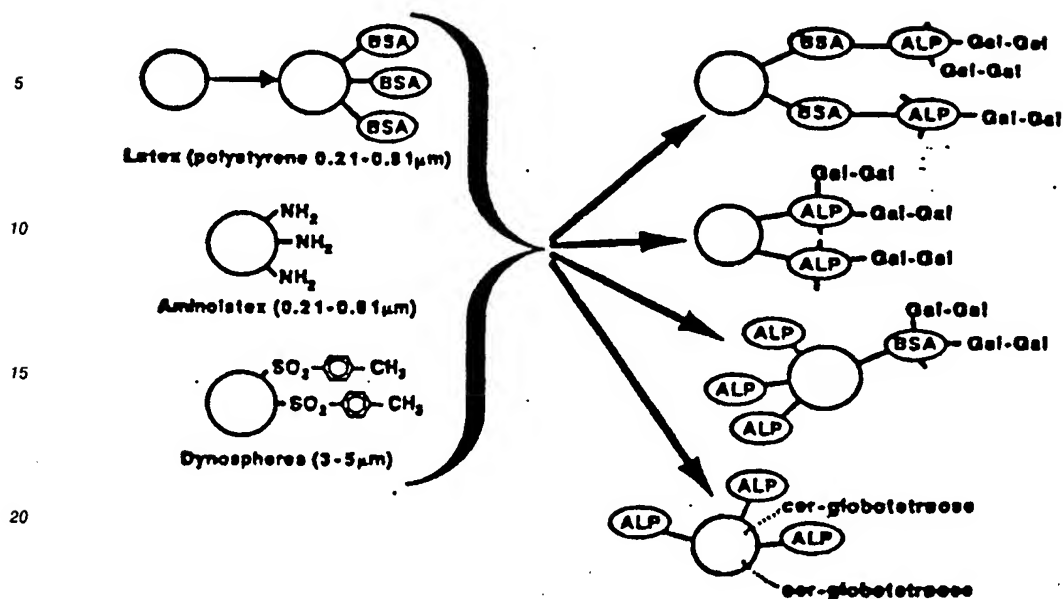 5
10
15
20
BSA
BSA
BSA
Latex (polystyrene 0.21-0.81µm)
NH2
NH2
NH2
Aminolatex (0.21-0.81µm)
SO2 CH3
SO2 CH3
Dynospheres (3-5µm)
BSA ALP Gal-Gal
Gal-Gal
BSA ALP Gal-Gal
Gal-Gal
ALP Gal-Gal
ALP Gal-Gal
Gal-Gal
ALP BSA Gal-Gal
ALP
ALP
ALP
ALP ALP
cer-globotetraose
cer-globotetraose